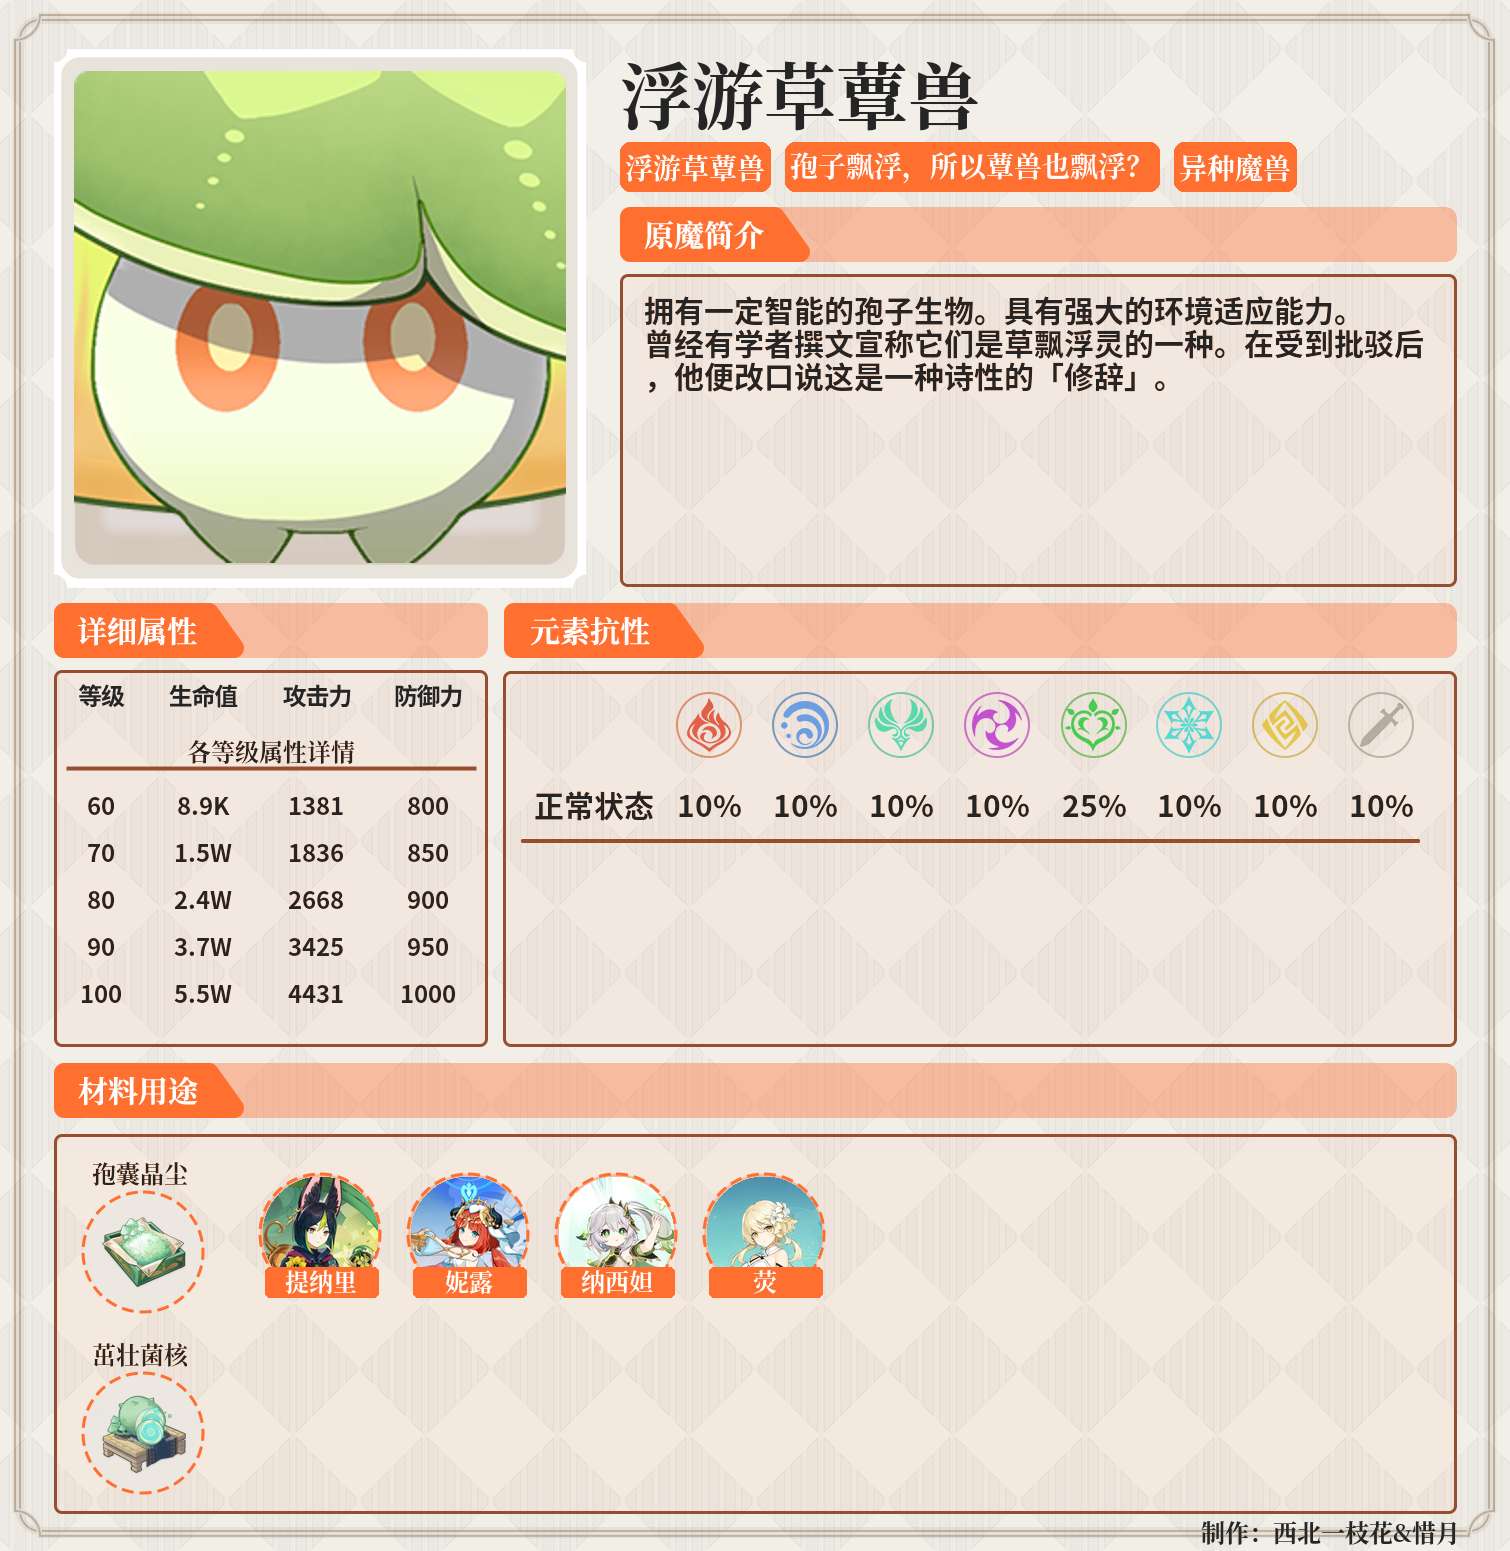 浮游草蕈兽
浮游草蕈兽 孢子飘浮，所以蕈兽也飘浮？ 异种魔兽
原魔简介
拥有一定智能的孢子生物。具有强大的环境适应能力。
曾经有学者撰文宣称它们是草飘浮灵的一种。在受到批驳后
，他便改口说这是一种诗性的「修辞」。
详细属性
等级 生命值 攻击力 防御力
各等级属性详情
60 8.9K 1381 800
70 1.5W 1836 850
80 2.4W 2668 900
90 3.7W 3425 950
100 5.5W 4431 1000
元素抗性
正常状态 10% 10% 10% 10% 25% 10% 10% 10%
材料用途
孢囊晶尘
提纳里 妮露 纳西妲 荧
茁壮菌核
制作：西北一枝花&惜月